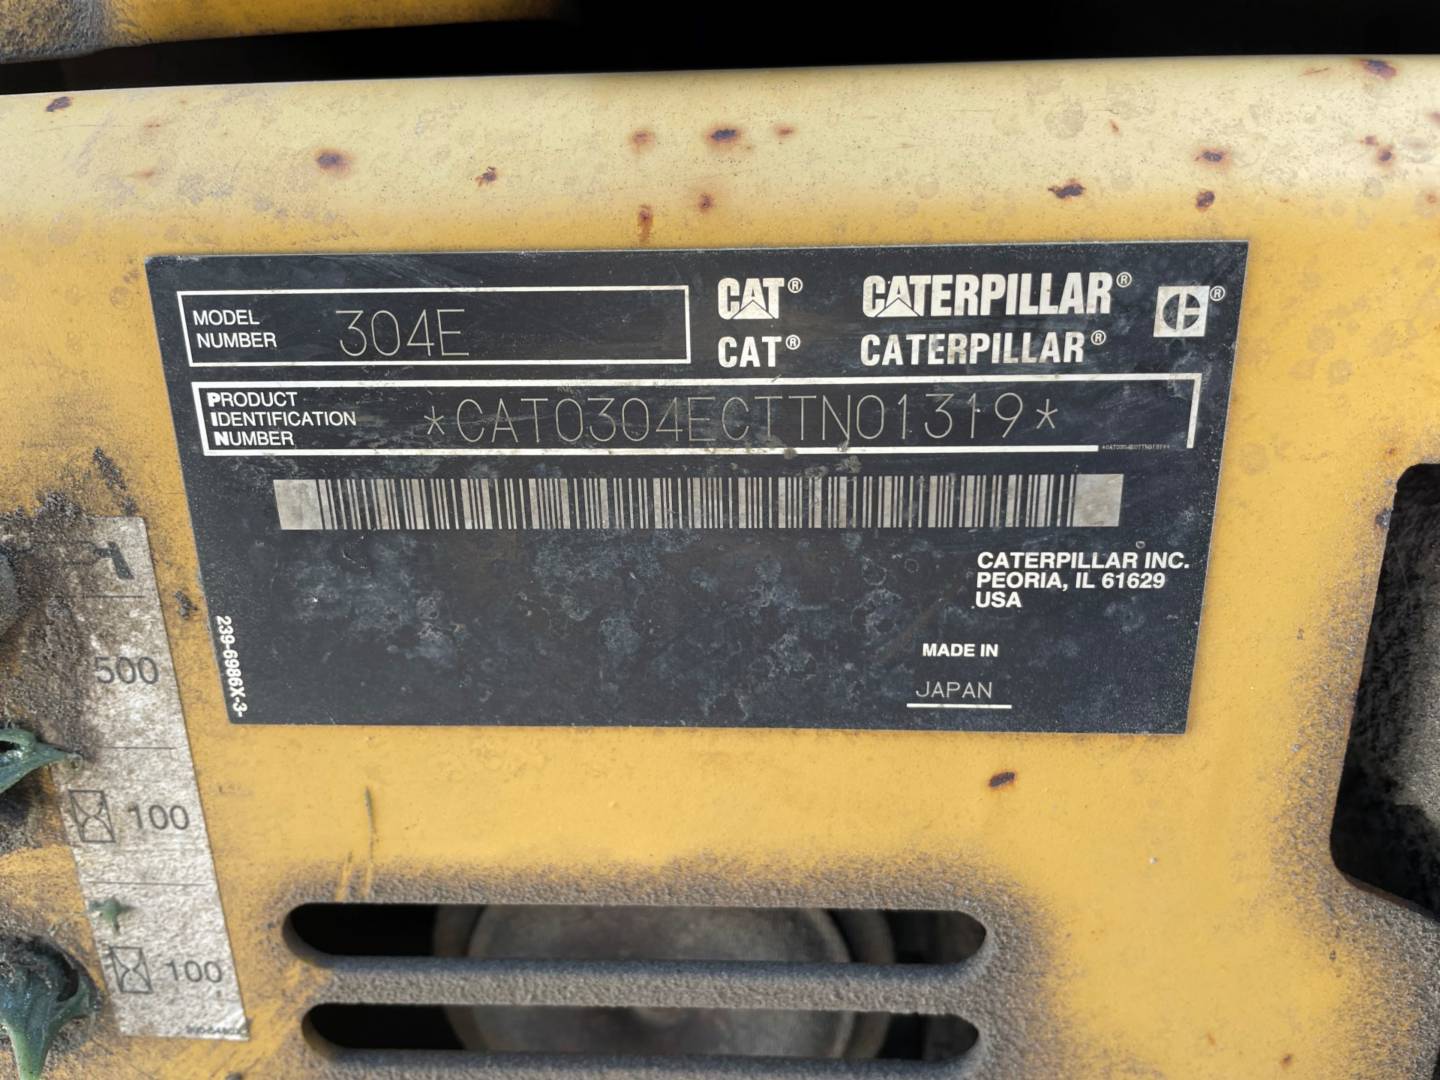 MODEL
NUMBER
304E
CAT® CATERPILLAR® ®
CAT® CATERPILLAR®
PRODUCT
IDENTIFICATION
NUMBER
*CAT0304ECTTN01319*
CATERPILLAR INC.
PEORIA, IL 61629
USA
MADE IN
JAPAN
239-6986X-3-
500
100
100